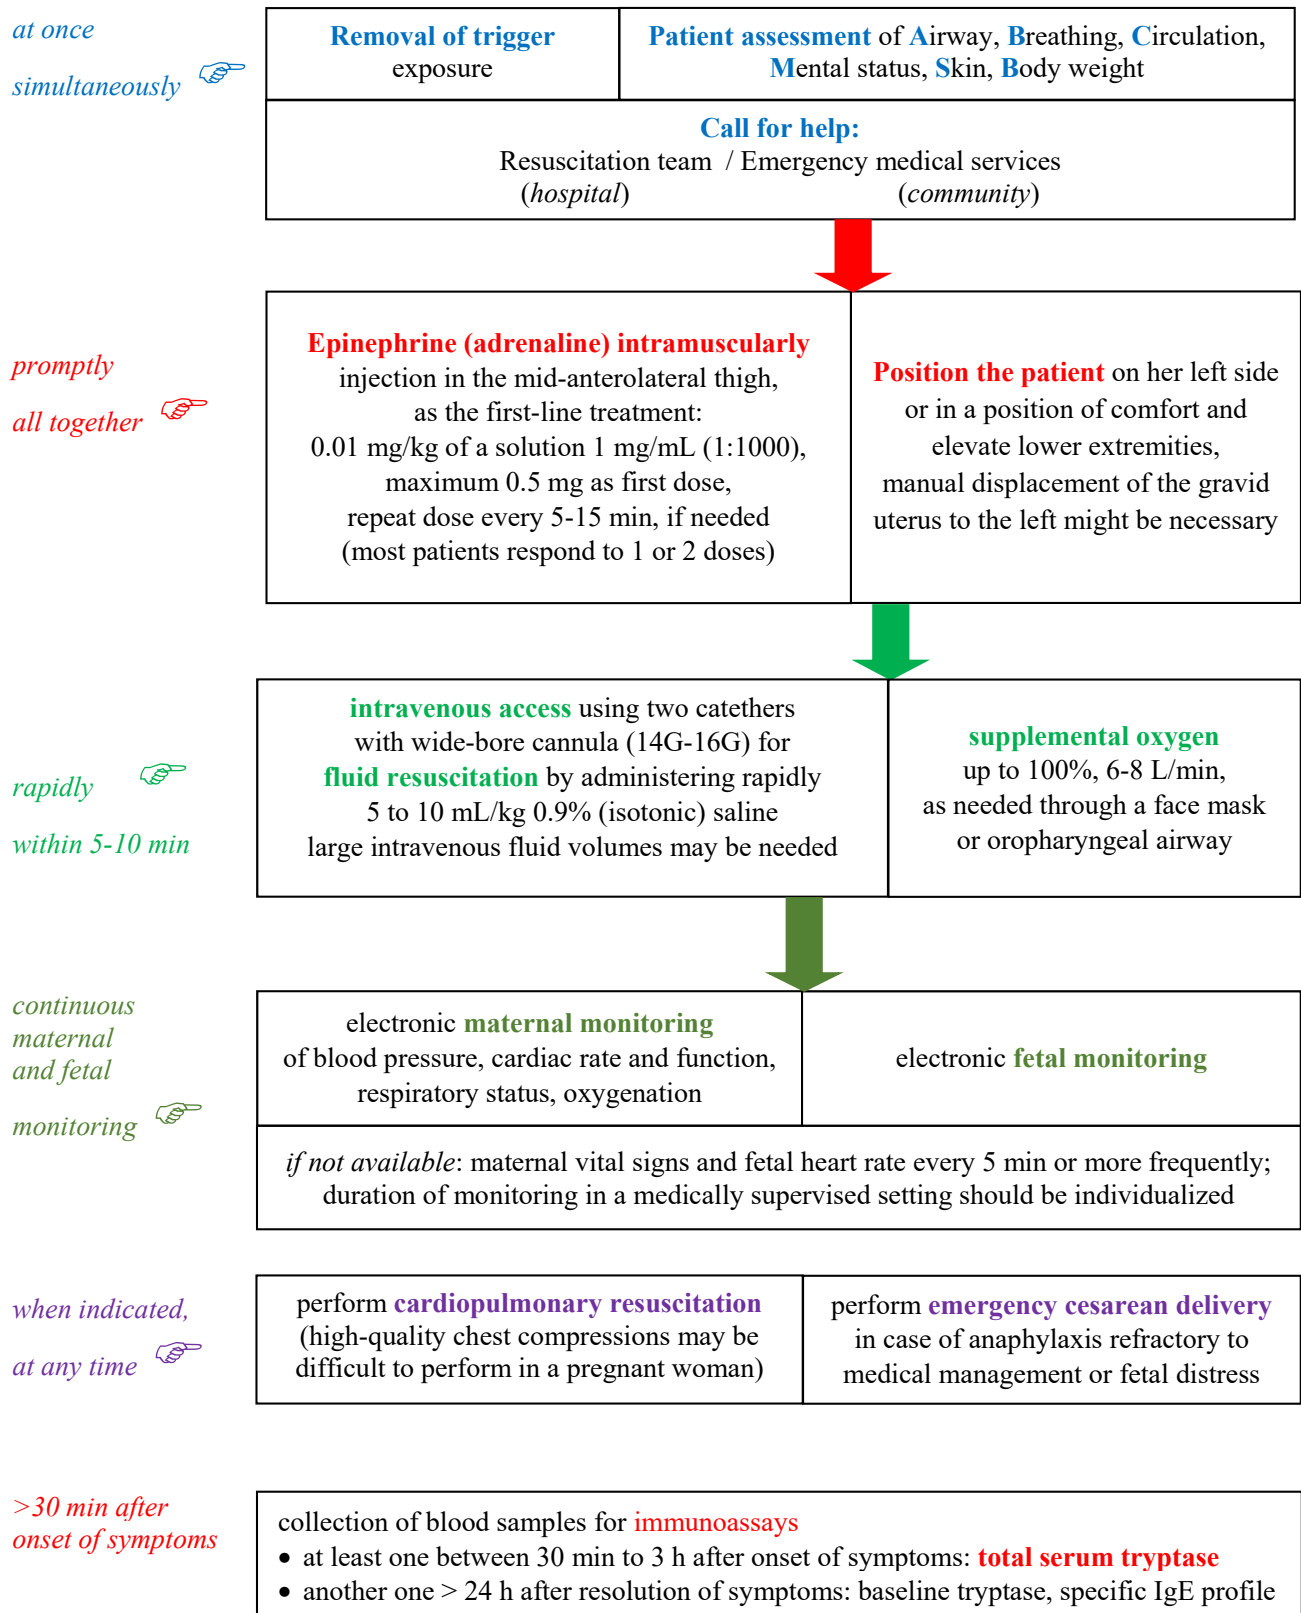 at once
simultaneously
Removal of trigger
exposure
Patient assessment of Airway, Breathing, Circulation,
Mental status, Skin, Body weight
Call for help:
Resuscitation team / Emergency medical services
(hospital) (community)
promptly
all together
Epinephrine (adrenaline) intramuscularly
injection in the mid-anterolateral thigh,
as the first-line treatment:
0.01 mg/kg of a solution 1 mg/mL (1:1000),
maximum 0.5 mg as first dose,
repeat dose every 5-15 min, if needed
(most patients respond to 1 or 2 doses)
Position the patient on her left side
or in a position of comfort and
elevate lower extremities,
manual displacement of the gravid
uterus to the left might be necessary
rapidly
within 5-10 min
intravenous access using two catethers
with wide-bore cannula (14G-16G) for
fluid resuscitation by administering rapidly
5 to 10 mL/kg 0.9% (isotonic) saline
large intravenous fluid volumes may be needed
supplemental oxygen
up to 100%, 6-8 L/min,
as needed through a face mask
or oropharyngeal airway
continuous
maternal
and fetal
monitoring
electronic maternal monitoring
of blood pressure, cardiac rate and function,
respiratory status, oxygenation
electronic fetal monitoring
if not available: maternal vital signs and fetal heart rate every 5 min or more frequently;
duration of monitoring in a medically supervised setting should be individualized
when indicated,
at any time
perform cardiopulmonary resuscitation
(high-quality chest compressions may be
difficult to perform in a pregnant woman)
perform emergency cesarean delivery
in case of anaphylaxis refractory to
medical management or fetal distress
>30 min after
onset of symptoms
collection of blood samples for immunoassays
• at least one between 30 min to 3 h after onset of symptoms: total serum tryptase
• another one > 24 h after resolution of symptoms: baseline tryptase, specific IgE profile